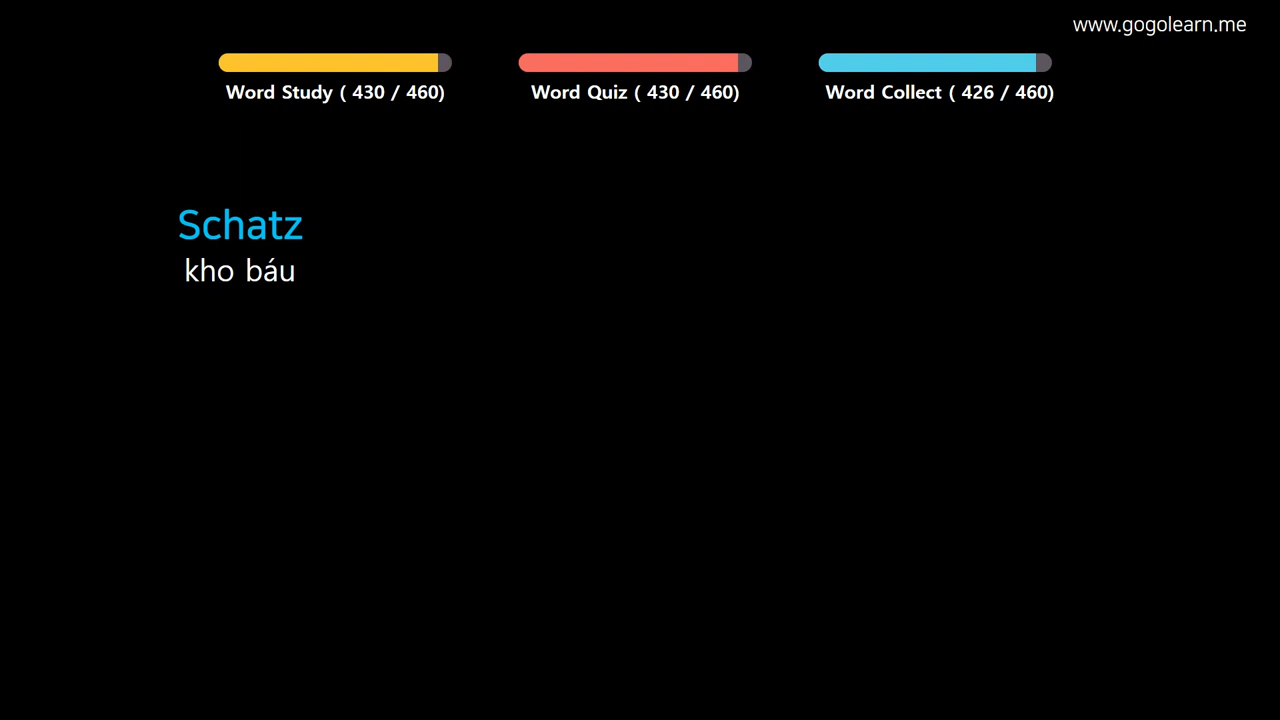 www.gogolearn.me
Word Study ( 430 / 460)
Word Quiz ( 430 / 460)
Word Collect ( 426 / 460)
Schatz
kho báu